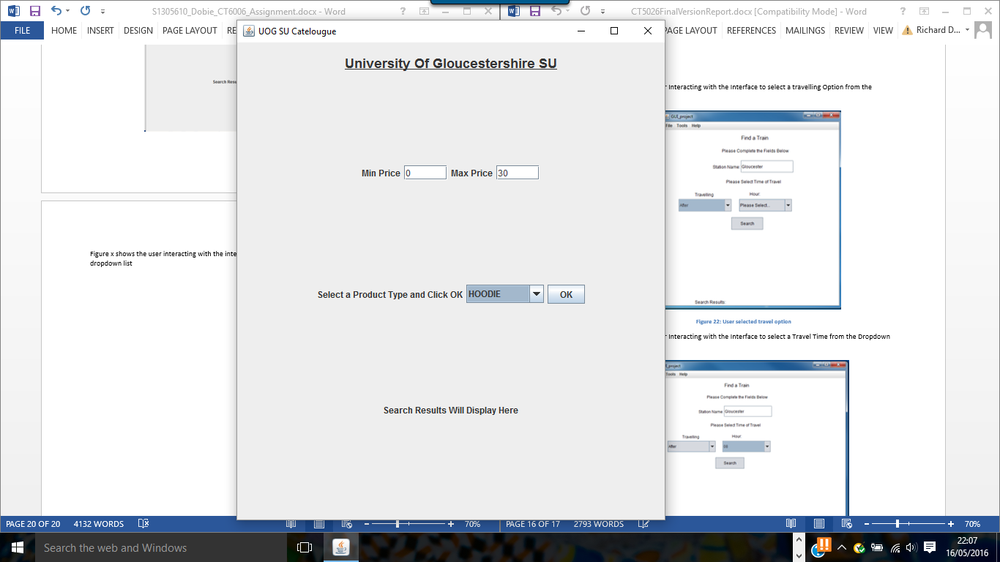 S1305610_Dobie_CT6006_Assignment.docx - Word
CT5026FinalVersionReport.docx [Compatibility Mode] - Word
FILE HOME INSERT DESIGN PAGE LAYOUT RE
PAGE LAYOUT REFERENCES MAILINGS REVIEW VIEW Richard D...
UOG SU Catelougue
University Of Gloucestershire SU
Min Price 0 Max Price 30
Select a Product Type and Click OK HOODIE OK
Search Results Will Display Here
Search Resu
Figure x shows the user interacting with the inte
dropdown list
r Interacting with the Interface to select a travelling Option from the
GUI_project
File Tools Help
Find a Train
Please Complete the Fields Below
Station Name: Gloucester
Please Select Time of Travel
Travelling Hour:
After Please Select...
Search
Search Results:
Figure 22: User selected travel option
r Interacting with the Interface to select a Travel Time from the Dropdown
_project
Tools Help
Find a Train
Please Complete the Fields Below
Station Name: Gloucester
Please Select Time of Travel
Travelling Hour:
After
Search
PAGE 20 OF 20 4132 WORDS 70%
PAGE 16 OF 17 2793 WORDS 70%
Search the web and Windows
22:07
16/05/2016